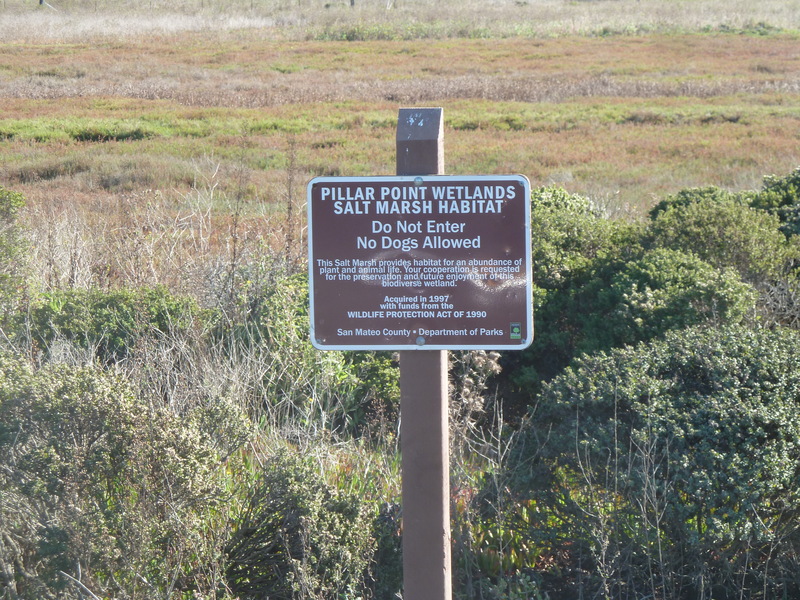 PILLAR POINT WETLANDS
SALT MARSH HABITAT
Do Not Enter
No Dogs Allowed
This Salt Marsh provides habitat for an abundance of
plant and animal life. Your cooperation is requested
for the preservation and future enjoyment of this
biodiverse wetland.
Acquired in 1997
with funds from the
WILDLIFE PROTECTION ACT OF 1990
San Mateo County • Department of Parks